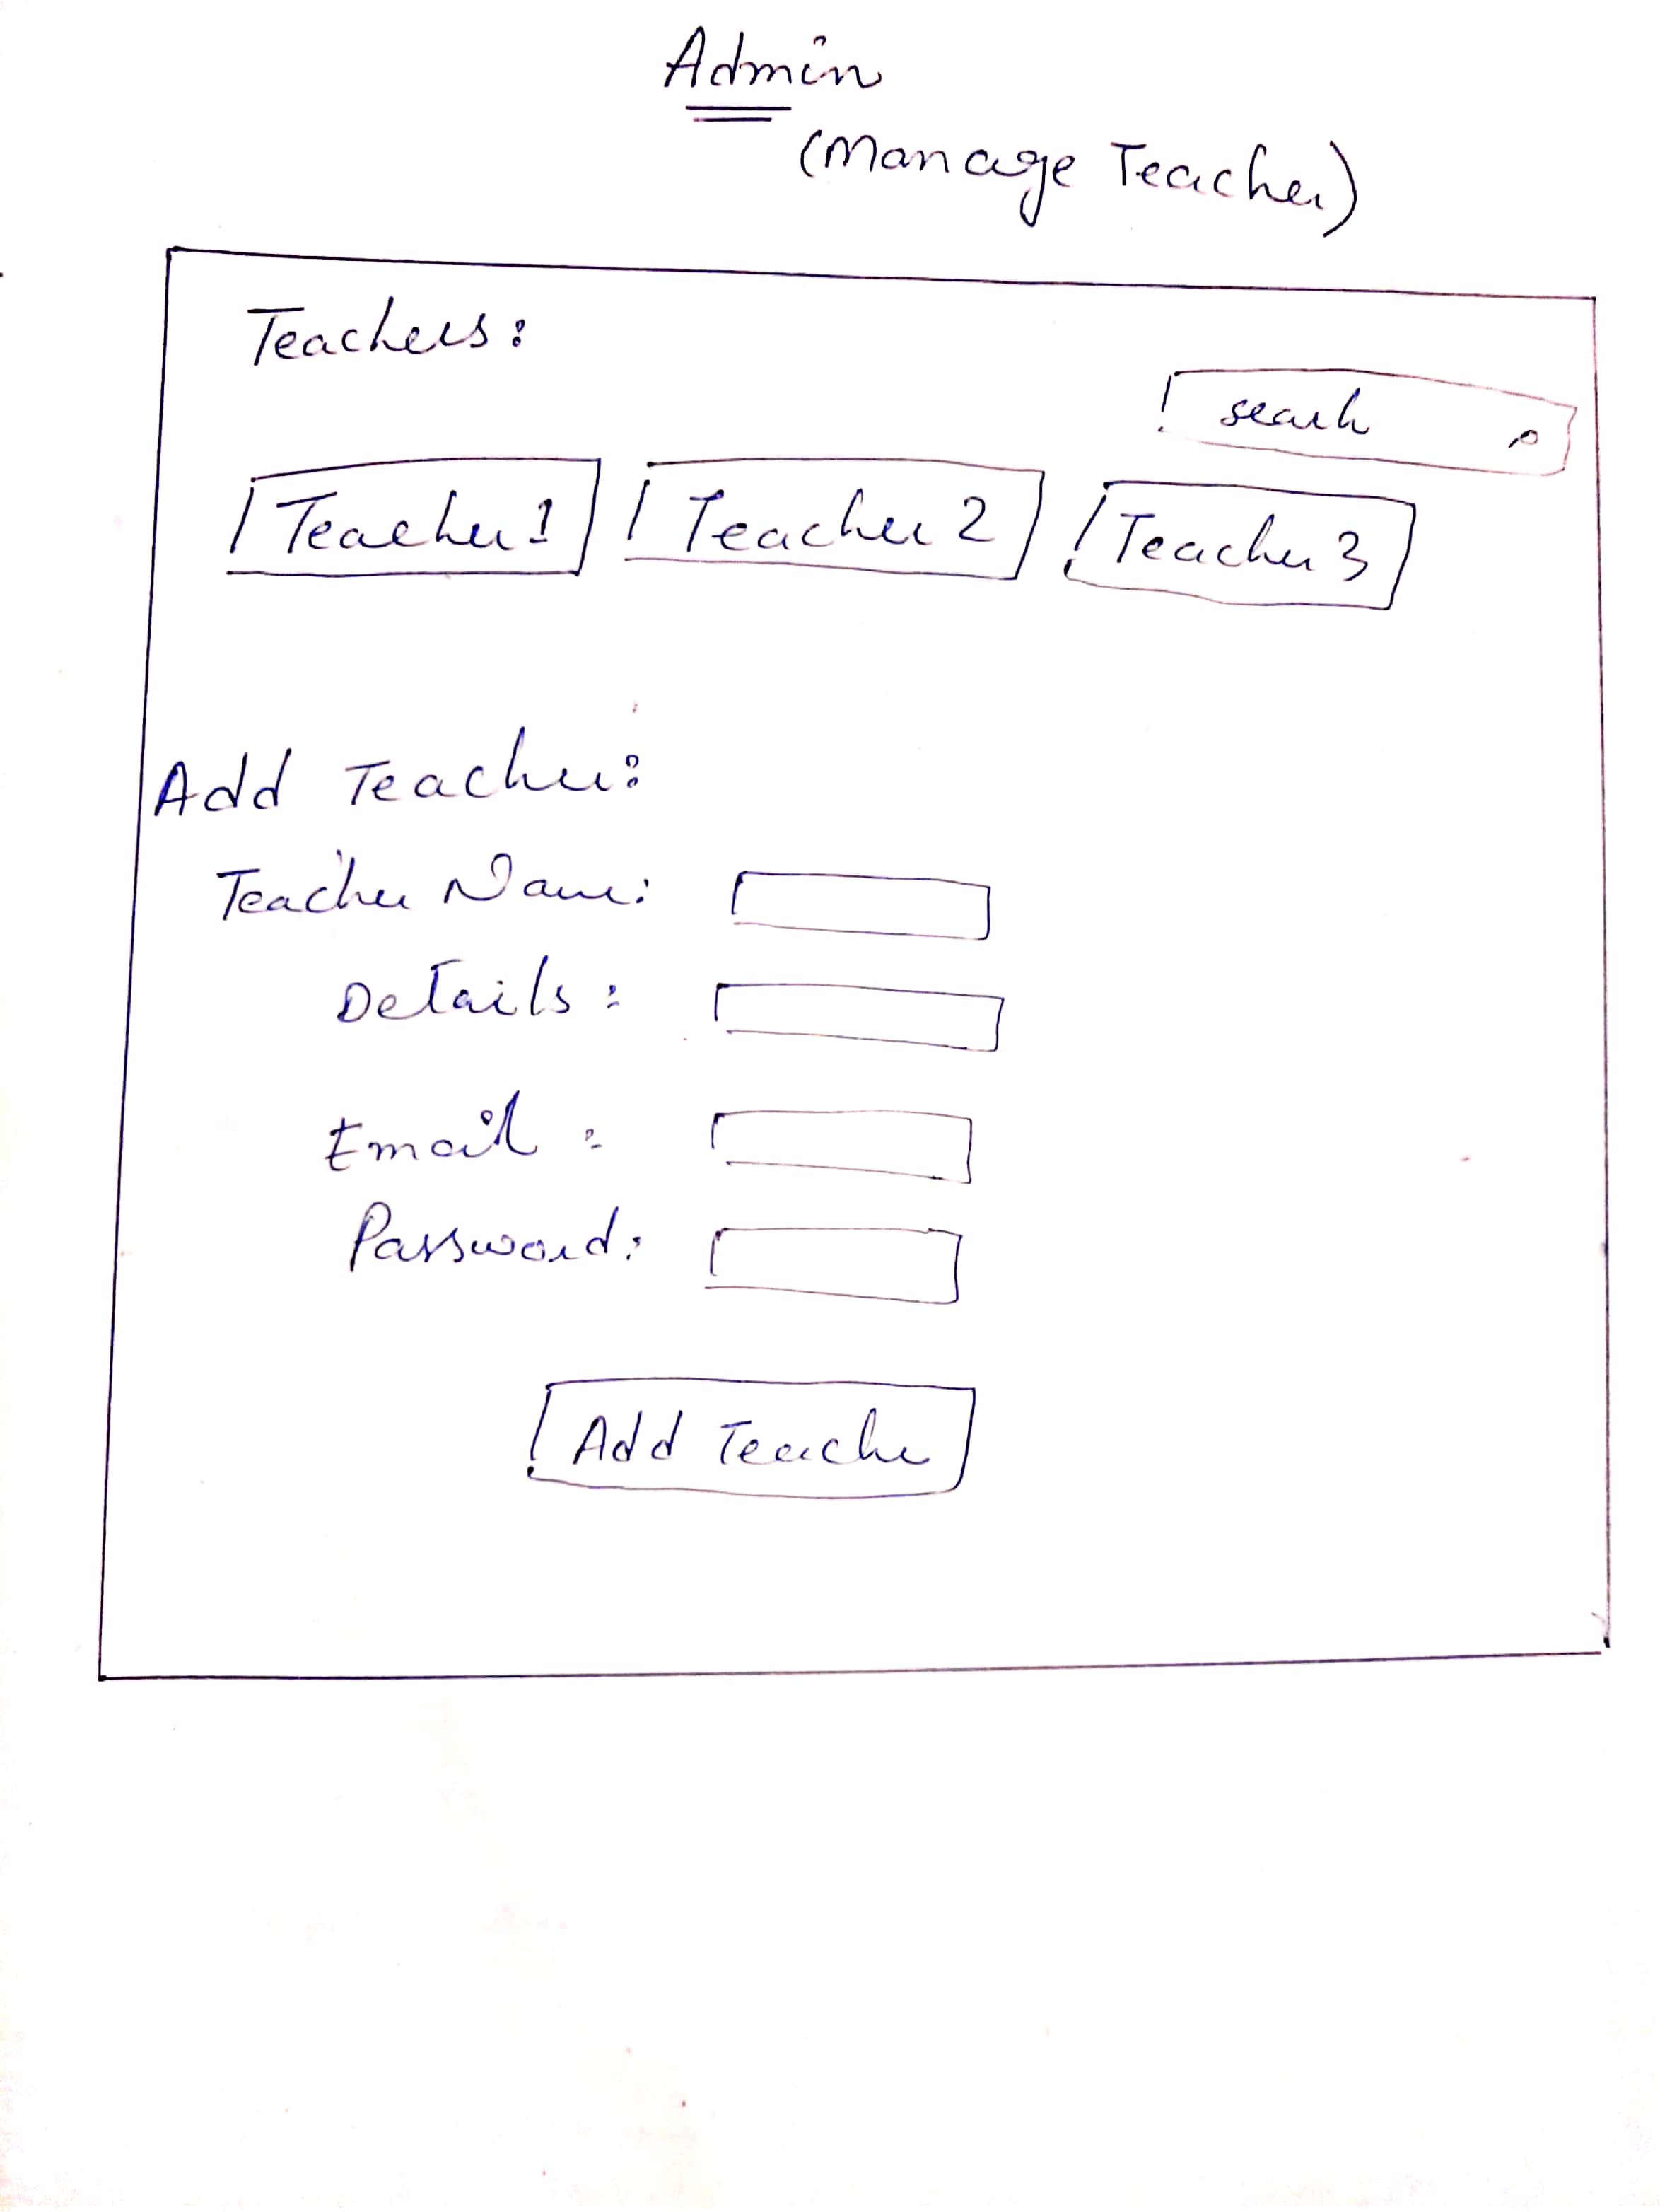 Admin
(Manage Teacher)
Teachers:
search
Teacher 1 Teacher 2 Teacher 3
Add Teacher:
Teacher Name:
Details:
Email:
Password:
Add Teacher